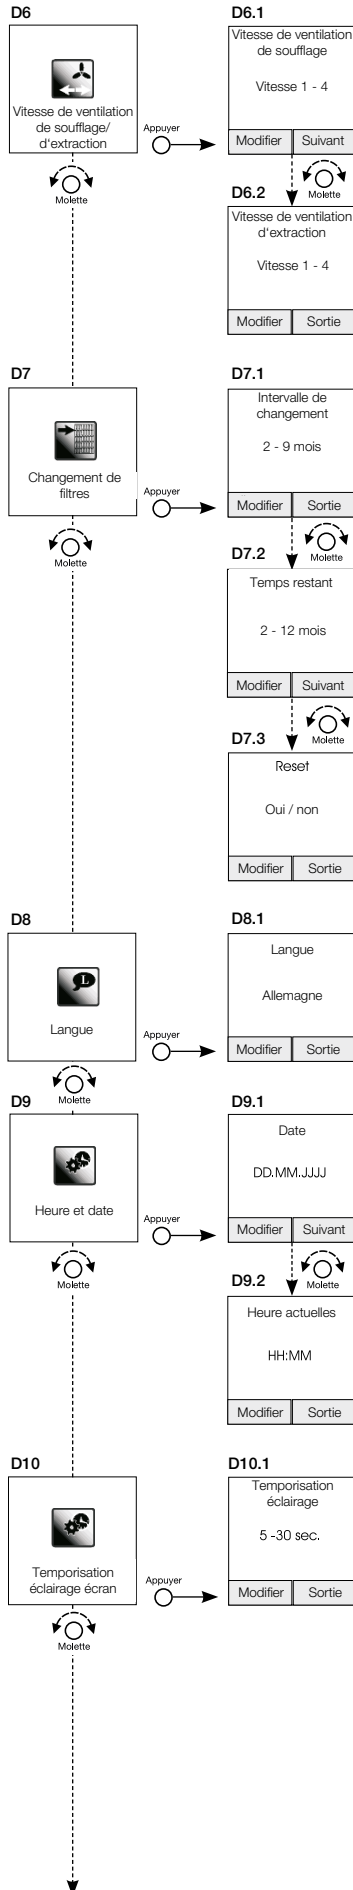 D6
D6.1
Vitesse de ventilation
de soufflage/
d'extraction
Appuyer
Molette
Vitesse de ventilation
de soufflage
Vitesse 1 - 4
Modifier
Suivant
Molette
D6.2
Vitesse de ventilation
d'extraction
Vitesse 1 - 4
Modifier
Sortie
D7
D7.1
Changement de
filtres
Appuyer
Molette
Intervalle de
changement
2 - 9 mois
Modifier
Sortie
Molette
D7.2
Temps restant
2 - 12 mois
Modifier
Suivant
Molette
D7.3
Reset
Oui / non
Modifier
Sortie
D8
D8.1
L
Langue
Appuyer
Molette
Langue
Allemagne
Modifier
Sortie
D9
D9.1
Heure et date
Appuyer
Molette
Date
DD.MM.JJJJ
Modifier
Suivant
Molette
D9.2
Heure actuelles
HH:MM
Modifier
Sortie
D10
D10.1
Temporisation
éclairage écran
Appuyer
Molette
Temporisation
éclairage
5 -30 sec.
Modifier
Sortie